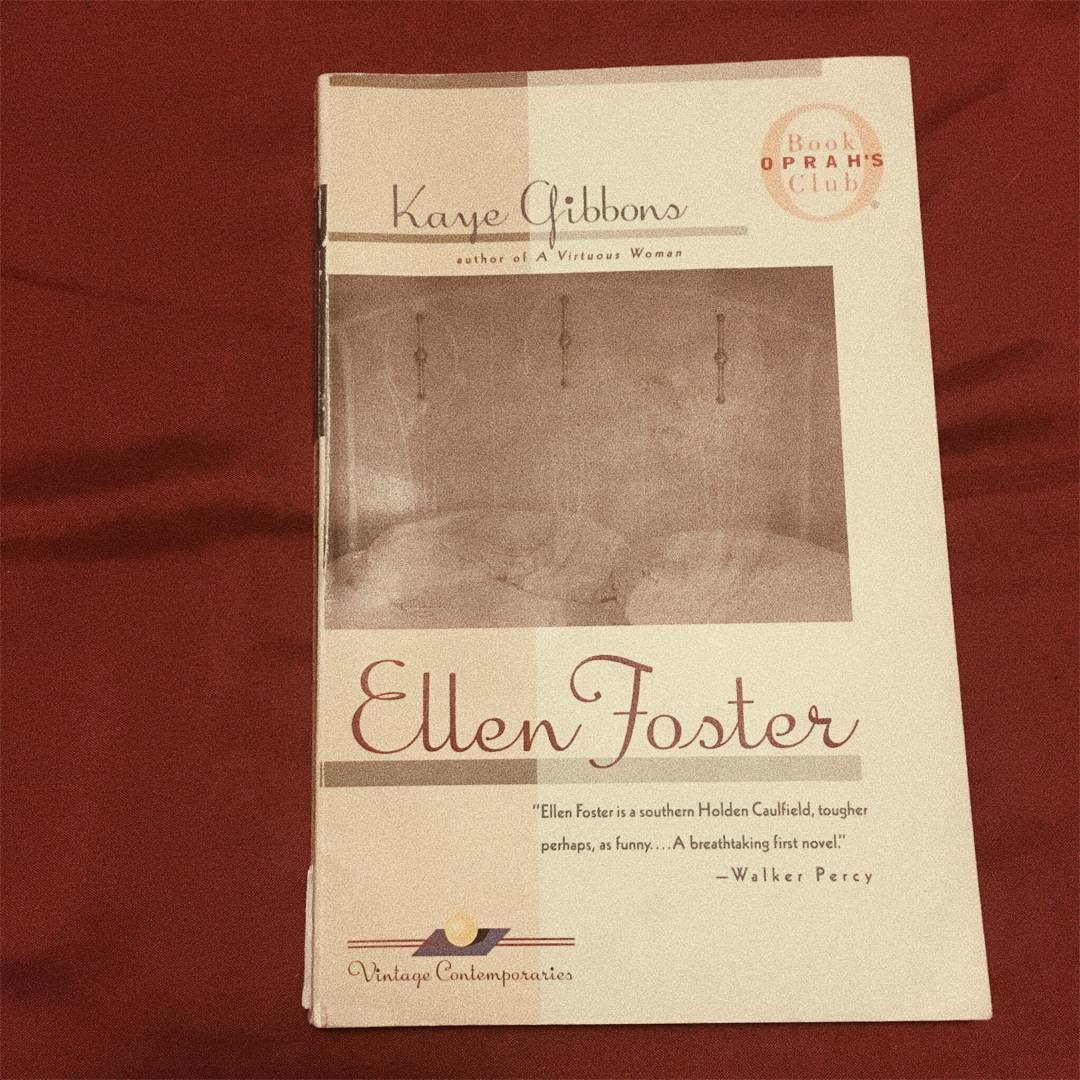 Book
OPRAH'S
Club
®
Kaye Gibbons
author of A Virtuous Woman
Ellen Foster
"Ellen Foster is a southern Holden Caulfield, tougher
perhaps, as funny....A breathtaking first novel."
—Walker Percy
Vintage Contemporaries